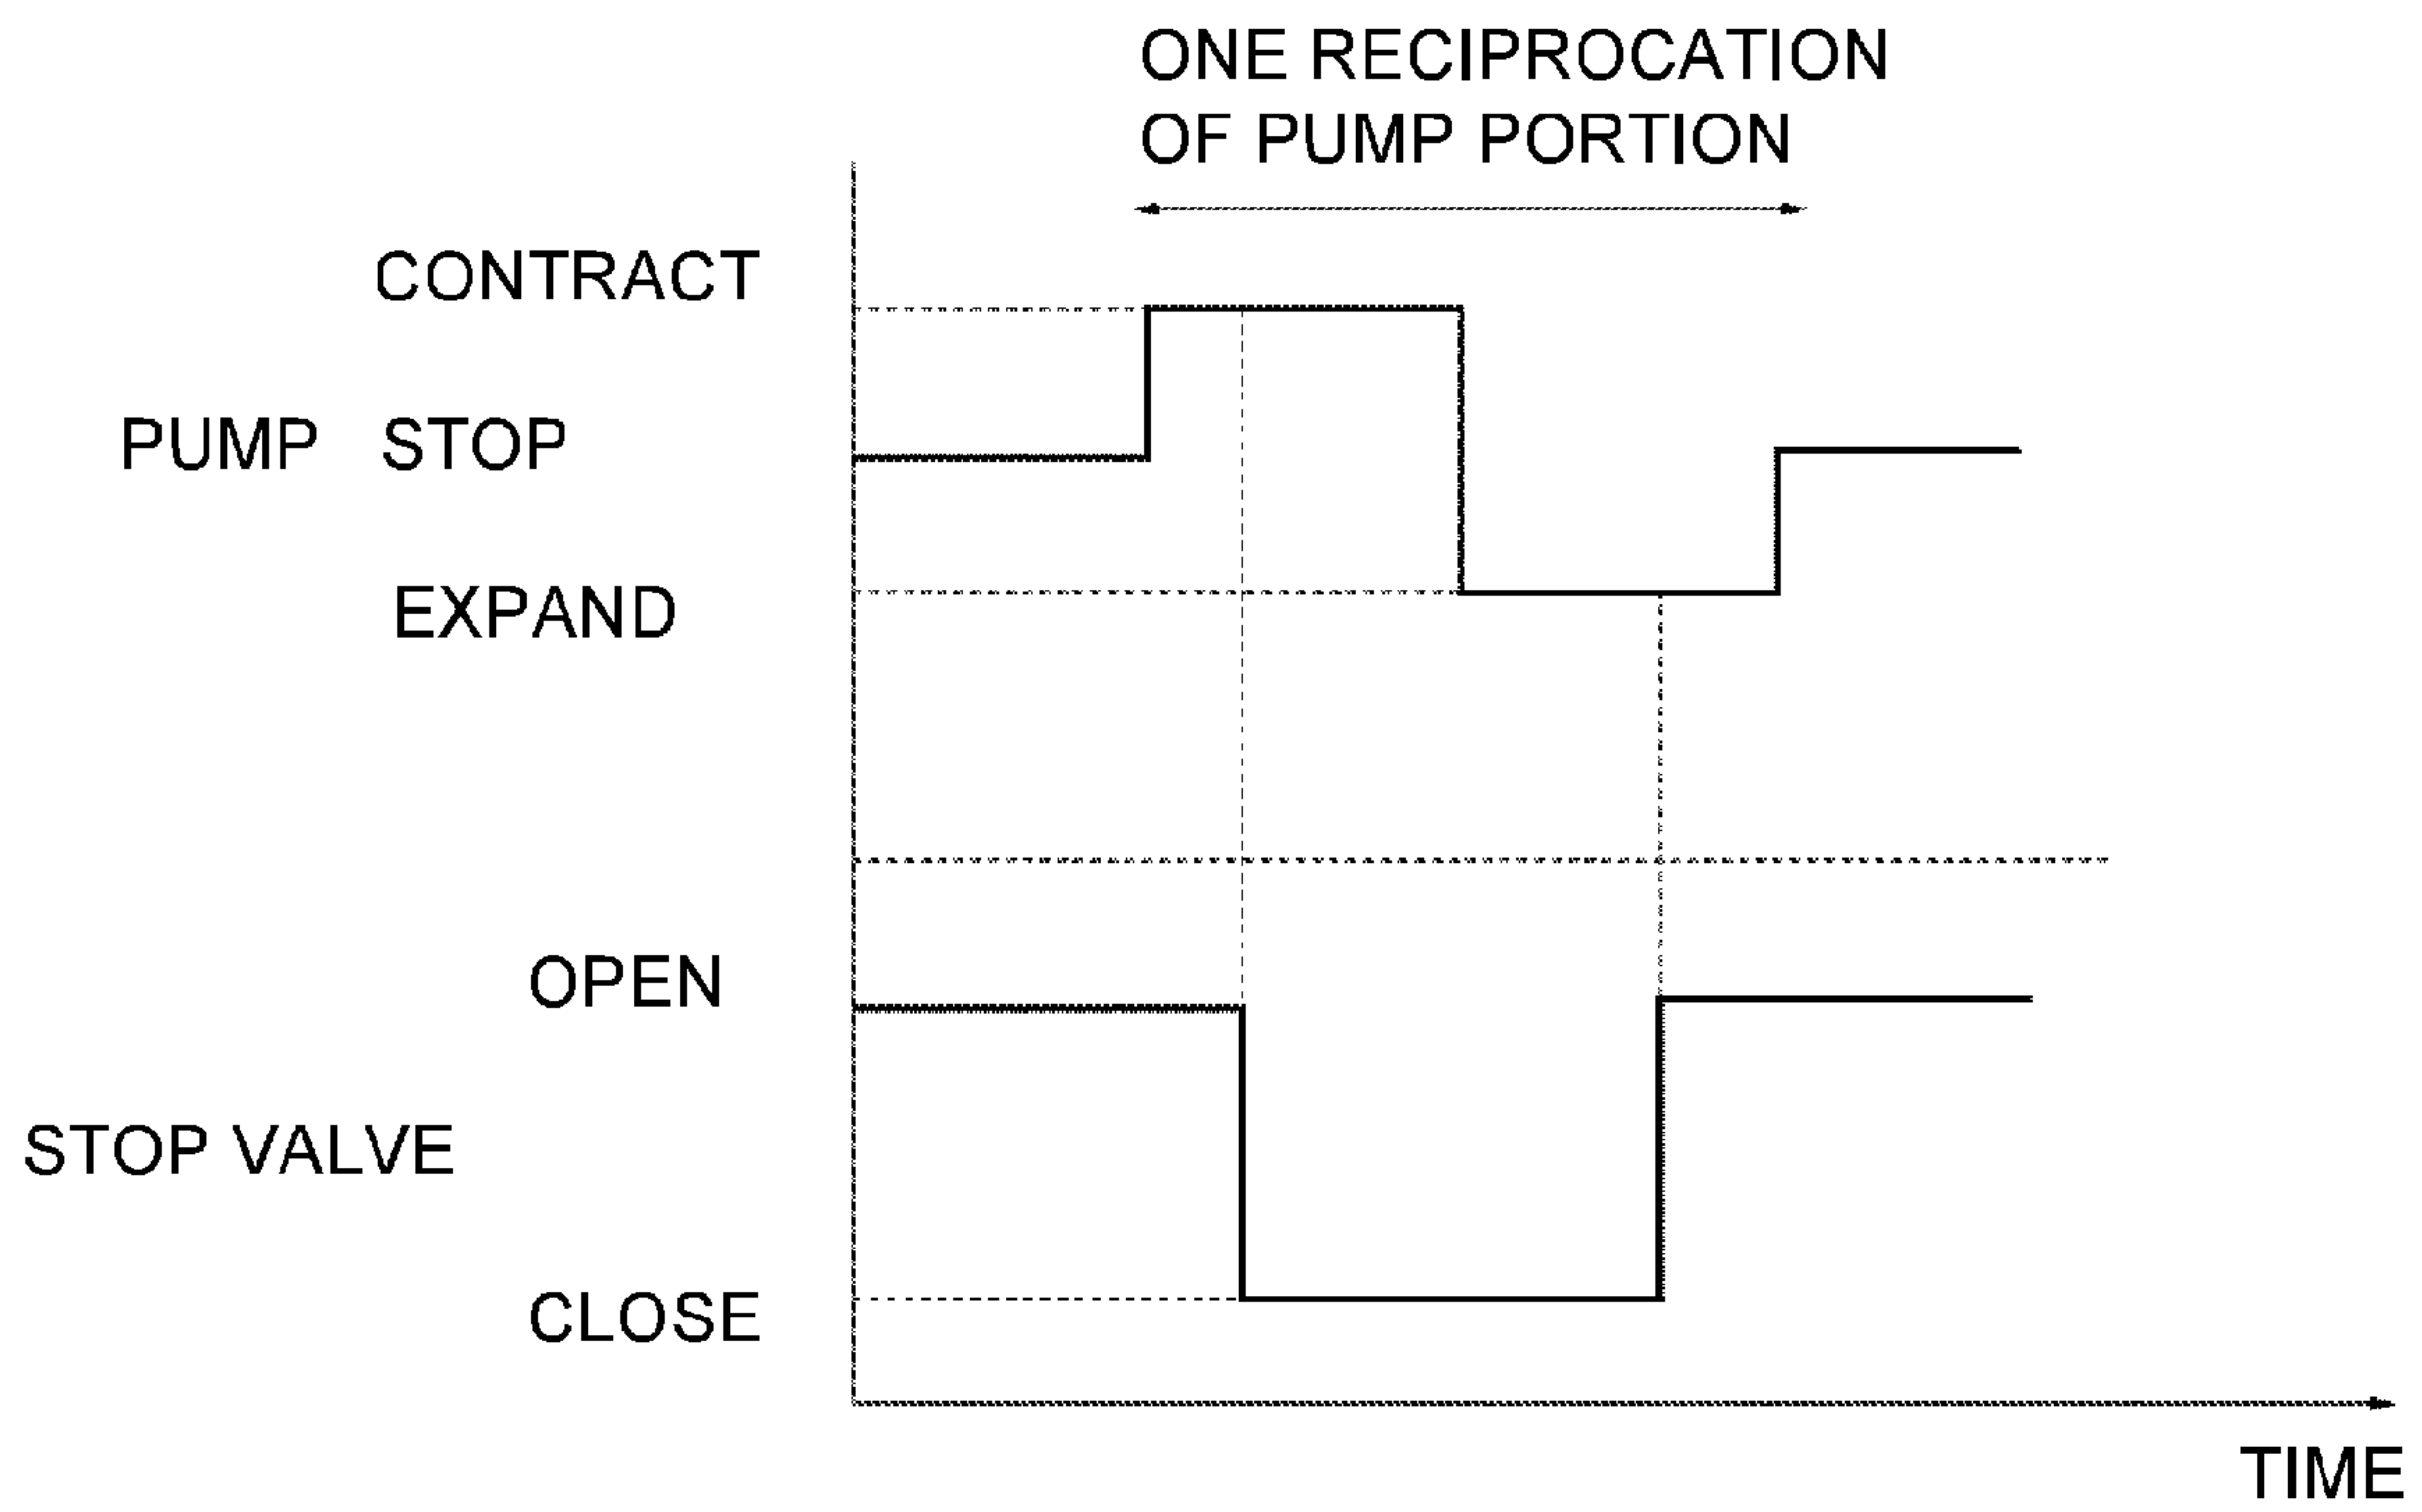 ONE RECIPROCATION
OF PUMP PORTION
CONTRACT
PUMP STOP
EXPAND
OPEN
STOP VALVE
CLOSE
TIME